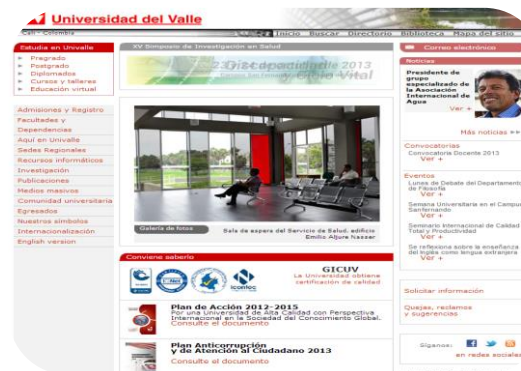 Universidad del Valle
Cali - Colombia
Inicio Buscar Directorio Biblioteca Mapa del sitio
Estudia en Univalle
Pregrado
Postgrado
Diplomados
Cursos y talleres
Educación virtual
Admisiones y Registro
Facultades y
Dependencias
Aquí en Univalle
Sedes Regionales
Recursos informáticos
Investigación
Publicaciones
Medios masivos
Comunidad universitaria
Egresados
Nuestros símbolos
Internacionalización
English version
XV Simposio de Investigación en Salud
de 2013
Ciclo Vital
Galería de fotos
Sala de espera del Servicio de Salud, edificio
Emilio Aljure Nasser
Conviene saberlo
icontec
GICUV
La Universidad obtiene
certificación de calidad
Plan de Acción 2012-2015
Por una Universidad de Alta Calidad con Perspectiva
Internacional en la Sociedad del Conocimiento Global.
Consulte el documento
Plan Anticorrupción
y de Atención al Ciudadano 2013
Consulte el documento
Correo electrónico
Noticias
Presidente de
grupo
especializado de
la Asociación
Internacional de
Agua
Ver +
Más noticias
Convocatorias
Convocatoria Docente 2013
Ver +
Eventos
Lunes de Debate del Departamento
de Filosofía
Ver +
Semana Universitaria en el Campus
Sanfernando
Ver +
Seminario Internacional de Calidad
Total y Productividad
Ver +
Se reflexiona sobre la enseñanza
del inglés como lengua extranjera
Ver +
Solicitar información
Quejas, reclamos
y sugerencias
Síganos:
en redes sociales